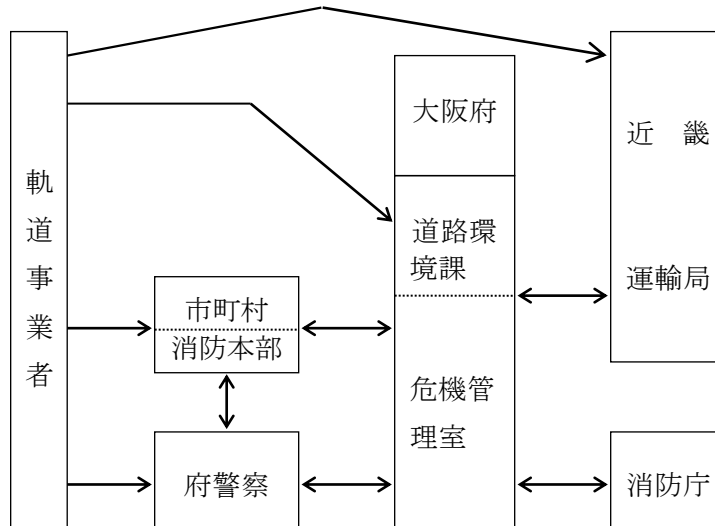 軌道事業者
市町村
消防本部
府警察
大阪府
道路環
境課
危機管
理室
近　畿
運輸局
消防庁